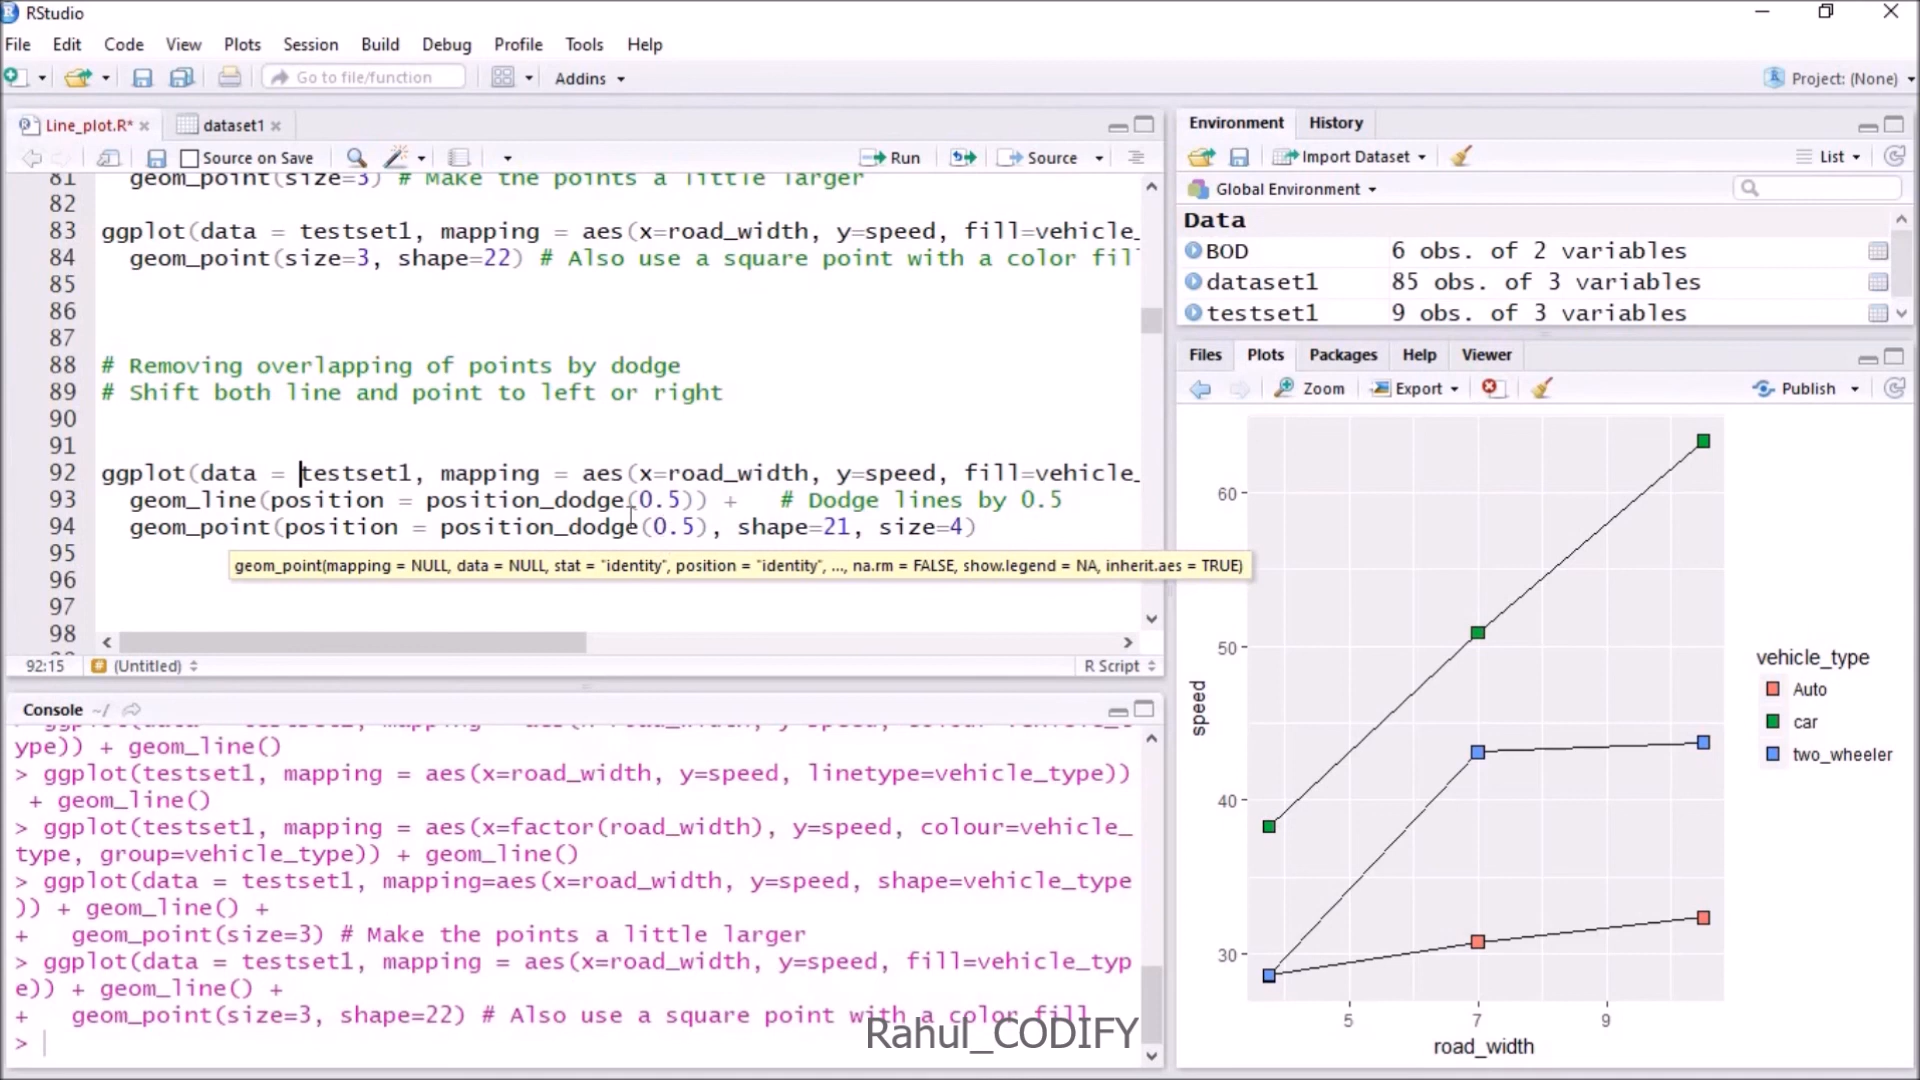 RStudio
File Edit Code View Plots Session Build Debug Profile Tools Help
Go to file/function Addins Project: (None)
Line_plot.R* dataset1
Source on Save Run Source
81 geom_point(size=3) # Make the points a little larger
82
83 ggplot(data = testset1, mapping = aes(x=road_width, y=speed, fill=vehicle_
84 geom_point(size=3, shape=22) # Also use a square point with a color fil
85
86
87
88 # Removing overlapping of points by dodge
89 # Shift both line and point to left or right
90
91
92 ggplot(data = testset1, mapping = aes(x=road_width, y=speed, fill=vehicle_
93 geom_line(position = position_dodge(0.5)) + # Dodge lines by 0.5
94 geom_point(position = position_dodge(0.5), shape=21, size=4)
95
geom_point(mapping = NULL, data = NULL, stat = "identity", position = "identity", ..., na.rm = FALSE, show.legend = NA, inherit.aes = TRUE)
96
97
98
92:15 (Untitled) R Script
Console ~/
ype)) + geom_line()
> ggplot(testset1, mapping = aes(x=road_width, y=speed, linetype=vehicle_type))
+ geom_line()
> ggplot(testset1, mapping = aes(x=factor(road_width), y=speed, colour=vehicle_
type, group=vehicle_type)) + geom_line()
> ggplot(data = testset1, mapping=aes(x=road_width, y=speed, shape=vehicle_type
)) + geom_line() +
+ geom_point(size=3) # Make the points a little larger
> ggplot(data = testset1, mapping = aes(x=road_width, y=speed, fill=vehicle_typ
e)) + geom_line() +
+ geom_point(size=3, shape=22) # Also use a square point with a color fill
>
Rahul_CODIFY
Environment History
Import Dataset List
Global Environment
Data
BOD 6 obs. of 2 variables
dataset1 85 obs. of 3 variables
testset1 9 obs. of 3 variables
Files Plots Packages Help Viewer
Zoom Export Publish
60
50
40
30
speed
5 7 9
road_width
vehicle_type
Auto
car
two_wheeler